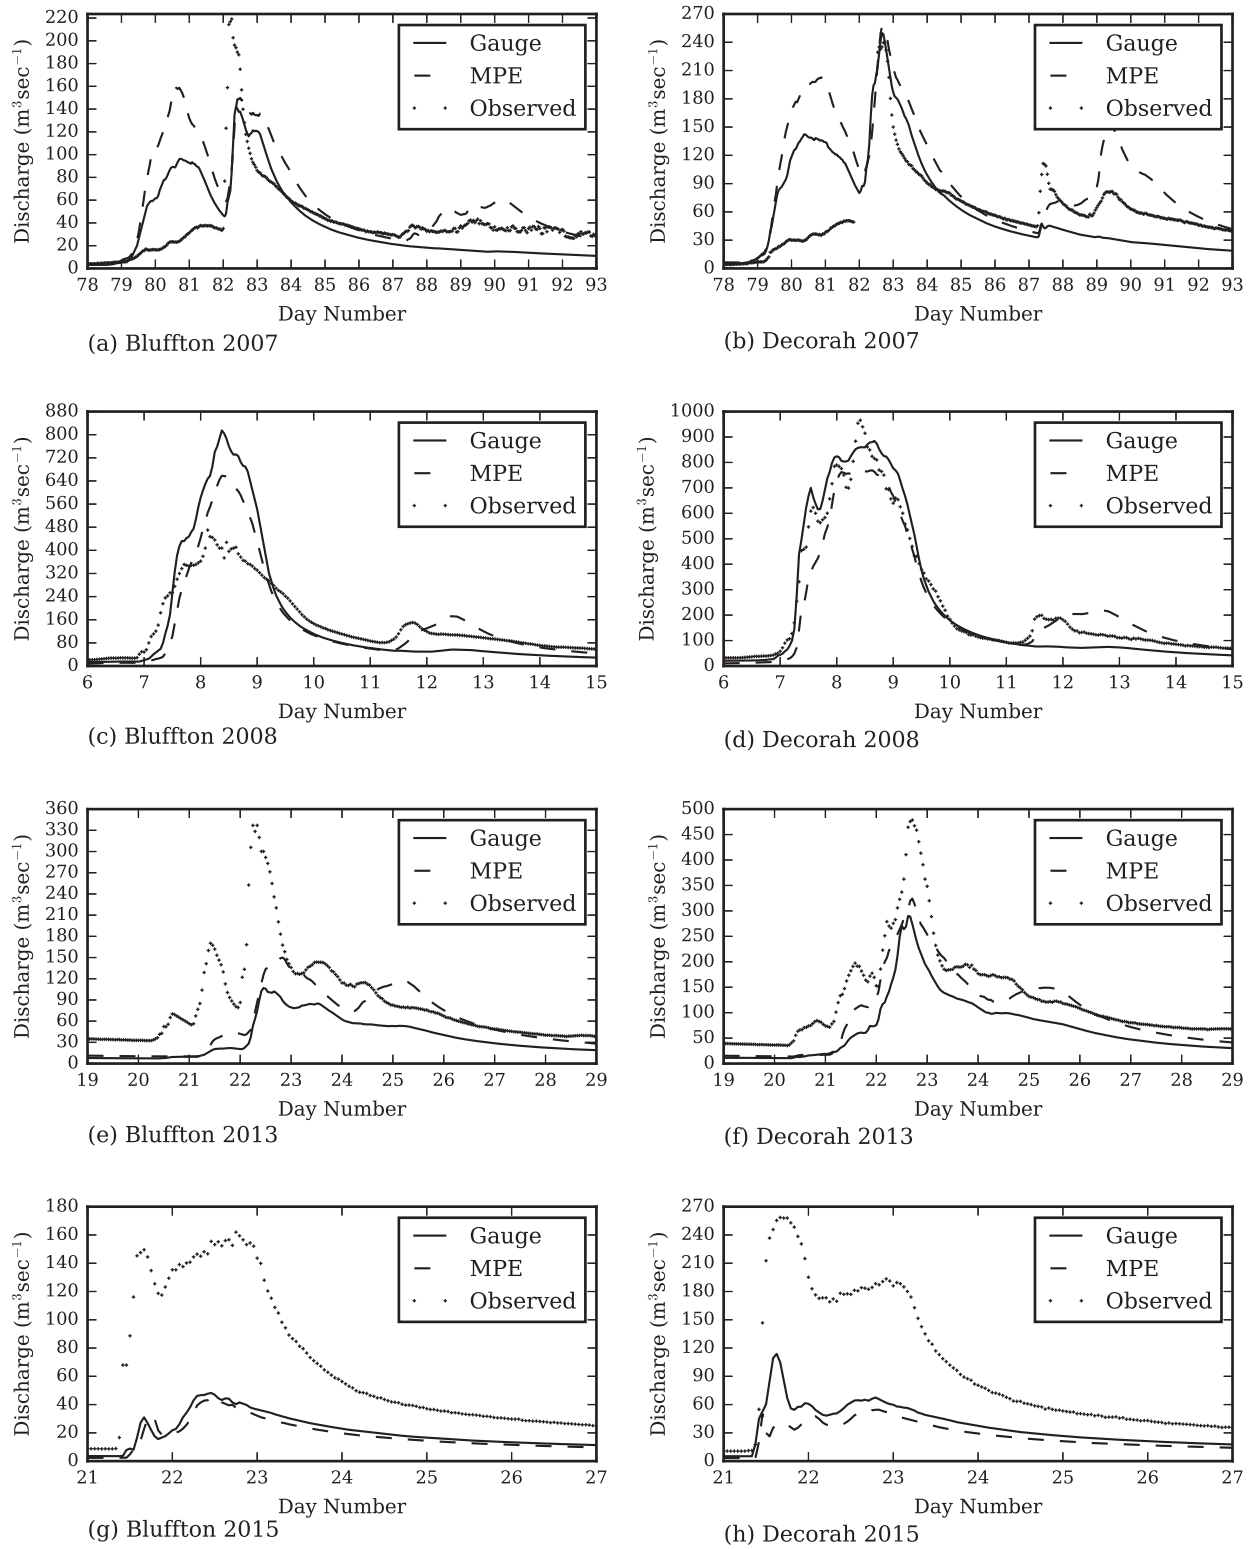 220
200
180
160
140
120
100
80
60
40
20
0
Discharge (m³sec⁻¹)
Gauge
MPE
Observed
78 79 80 81 82 83 84 85 86 87 88 89 90 91 92 93
Day Number
(a) Bluffton 2007
270
240
210
180
150
120
90
60
30
0
Discharge (m³sec⁻¹)
Gauge
MPE
Observed
78 79 80 81 82 83 84 85 86 87 88 89 90 91 92 93
Day Number
(b) Decorah 2007
880
800
720
640
560
480
400
320
240
160
80
0
Discharge (m³sec⁻¹)
Gauge
MPE
Observed
6 7 8 9 10 11 12 13 14 15
Day Number
(c) Bluffton 2008
1000
900
800
700
600
500
400
300
200
100
0
Discharge (m³sec⁻¹)
Gauge
MPE
Observed
6 7 8 9 10 11 12 13 14 15
Day Number
(d) Decorah 2008
360
330
300
270
240
210
180
150
120
90
60
30
0
Discharge (m³sec⁻¹)
Gauge
MPE
Observed
19 20 21 22 23 24 25 26 27 28 29
Day Number
(e) Bluffton 2013
500
450
400
350
300
250
200
150
100
50
0
Discharge (m³sec⁻¹)
Gauge
MPE
Observed
19 20 21 22 23 24 25 26 27 28 29
Day Number
(f) Decorah 2013
180
160
140
120
100
80
60
40
20
0
Discharge (m³sec⁻¹)
Gauge
MPE
Observed
21 22 23 24 25 26 27
Day Number
(g) Bluffton 2015
270
240
210
180
150
120
90
60
30
0
Discharge (m³sec⁻¹)
Gauge
MPE
Observed
21 22 23 24 25 26 27
Day Number
(h) Decorah 2015